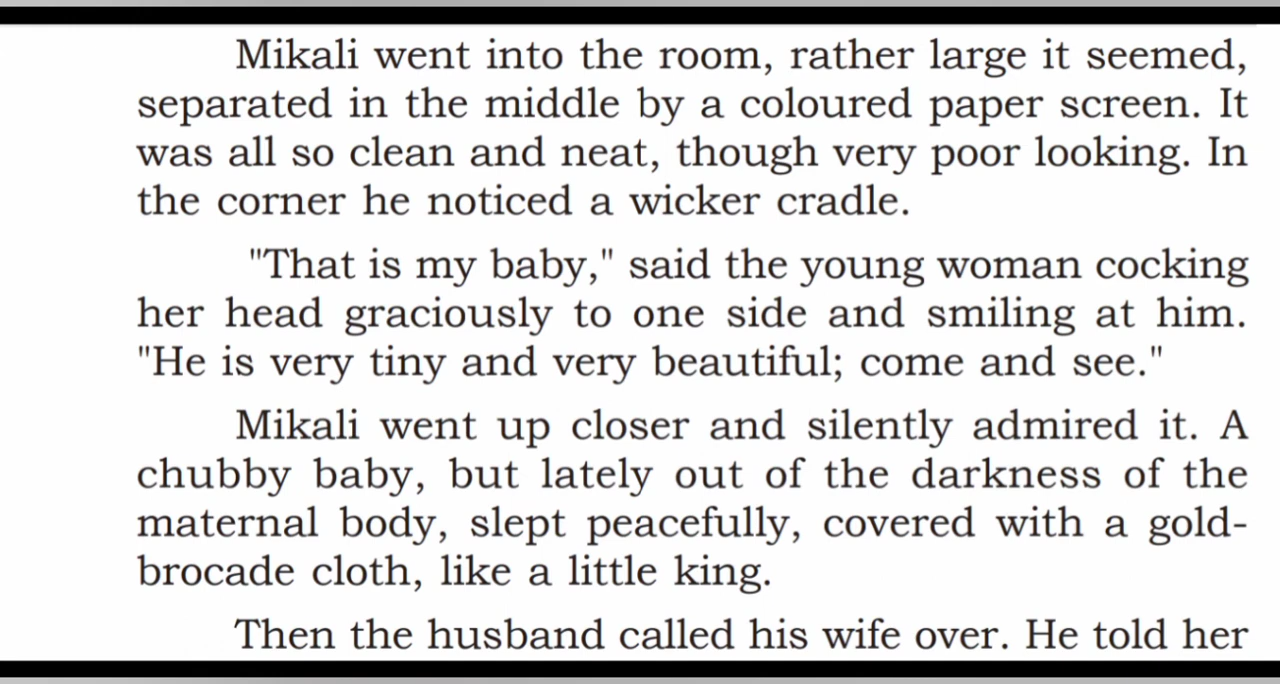 Mikali went into the room, rather large it seemed,
separated in the middle by a coloured paper screen. It
was all so clean and neat, though very poor looking. In
the corner he noticed a wicker cradle.
"That is my baby," said the young woman cocking
her head graciously to one side and smiling at him.
"He is very tiny and very beautiful; come and see."
Mikali went up closer and silently admired it. A
chubby baby, but lately out of the darkness of the
maternal body, slept peacefully, covered with a gold-
brocade cloth, like a little king.
Then the husband called his wife over. He told her